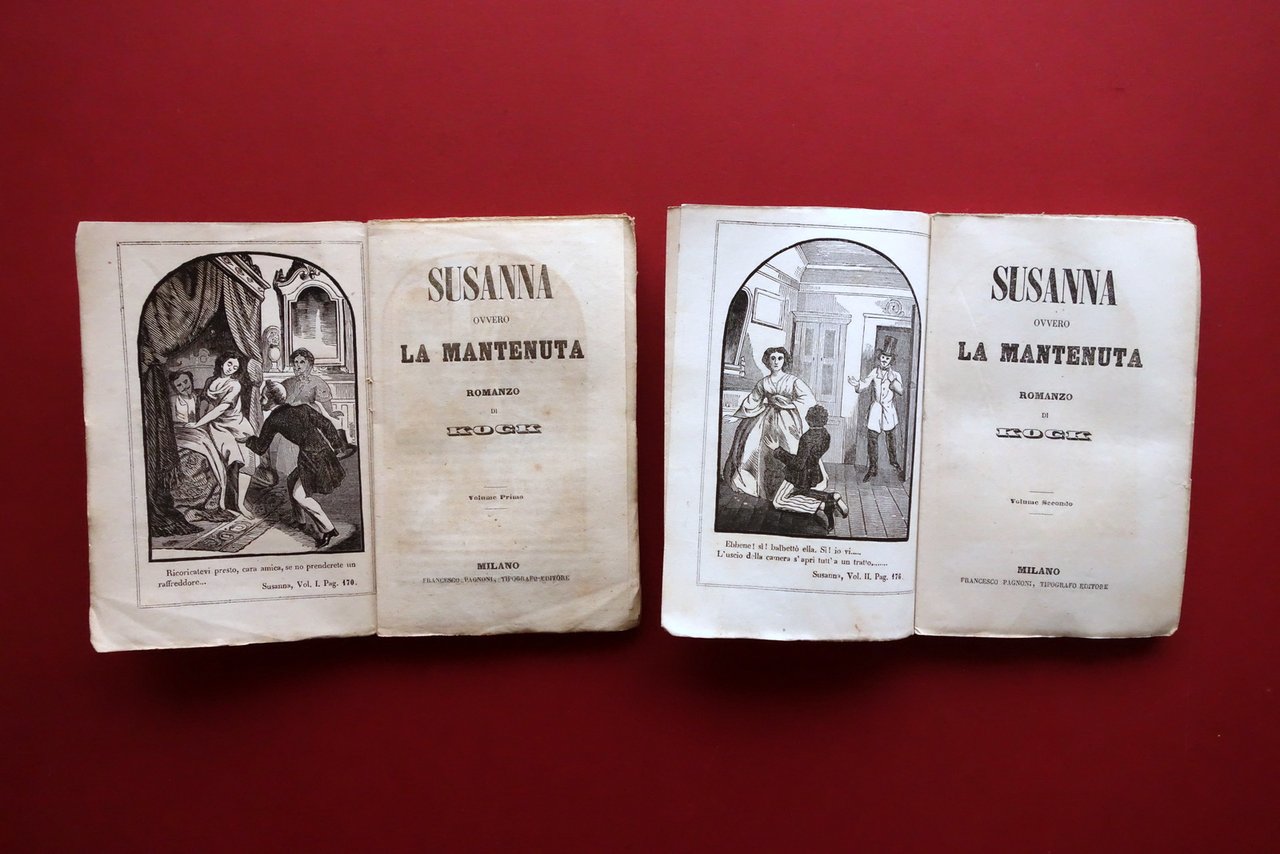 Ricoricatevi presto, cara amica, se no prenderete un
raffreddore...
Susanna, Vol. I. Pag. 170.
SUSANNA
OVVERO
LA MANTENUTA
ROMANZO
DI
KOCK
Volume Primo
MILANO
FRANCESCO PAGNONI, TIPOGRAFO-EDITORE
Ebbene! sì! balbettò ella. Sì! io vi.....
L'uscio della camera s'aprì tutt'a un tratto.......
Susanna, Vol. II. Pag. 176.
SUSANNA
OVVERO
LA MANTENUTA
ROMANZO
DI
KOCK
Volume Secondo
MILANO
FRANCESCO PAGNONI, TIPOGRAFO EDITORE